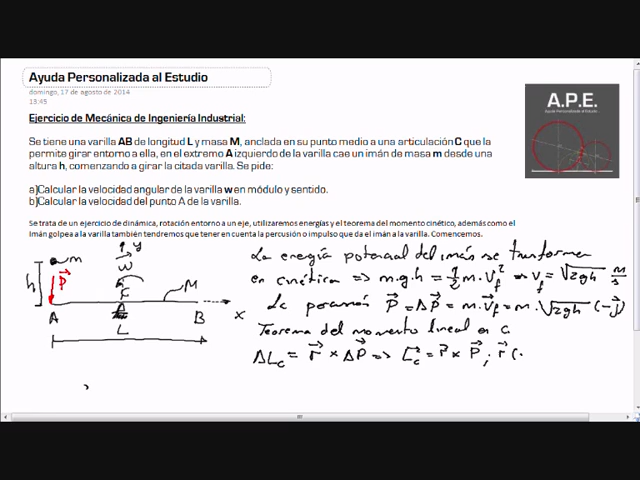 Ayuda Personalizada al Estudio
domingo, 17 de agosto de 2014
13:45
A.P.E.
Ayuda Personalizada al Estudio
Ejercicio de Mecánica de Ingeniería Industrial:
Se tiene una varilla AB de longitud L y masa M, anclada en su punto medio a una articulación C que la
permite girar entorno a ella, en el extremo A izquierdo de la varilla cae un imán de masa m desde una
altura h, comenzando a girar la citada varilla. Se pide:
a]Calcular la velocidad angular de la varilla w en módulo y sentido.
b]Calcular la velocidad del punto A de la varilla.
Se trata de un ejercicio de dinámica, rotación entorno a un eje, utilizaremos energías y el teorema del momento cinético, además como el
Imán golpea a la varilla también tendremos que tener en cuenta la percusión o impulso que da el imán a la varilla. Comencemos.
m
h
P⃗
y
w⃗
C
M
A
B
x
L
La energía potencial del imán se transforma
en cinética => m.g.h = 1/2 m.Vf² => Vf = √2gh m/s
La percusión P⃗ = ΔP⃗ = m.V⃗f = m.√2gh (-j⃗)
Teorema del momento lineal en C
ΔLc = r⃗ × ΔP⃗ => L⃗c = r⃗ × P⃗ ; r⃗ (